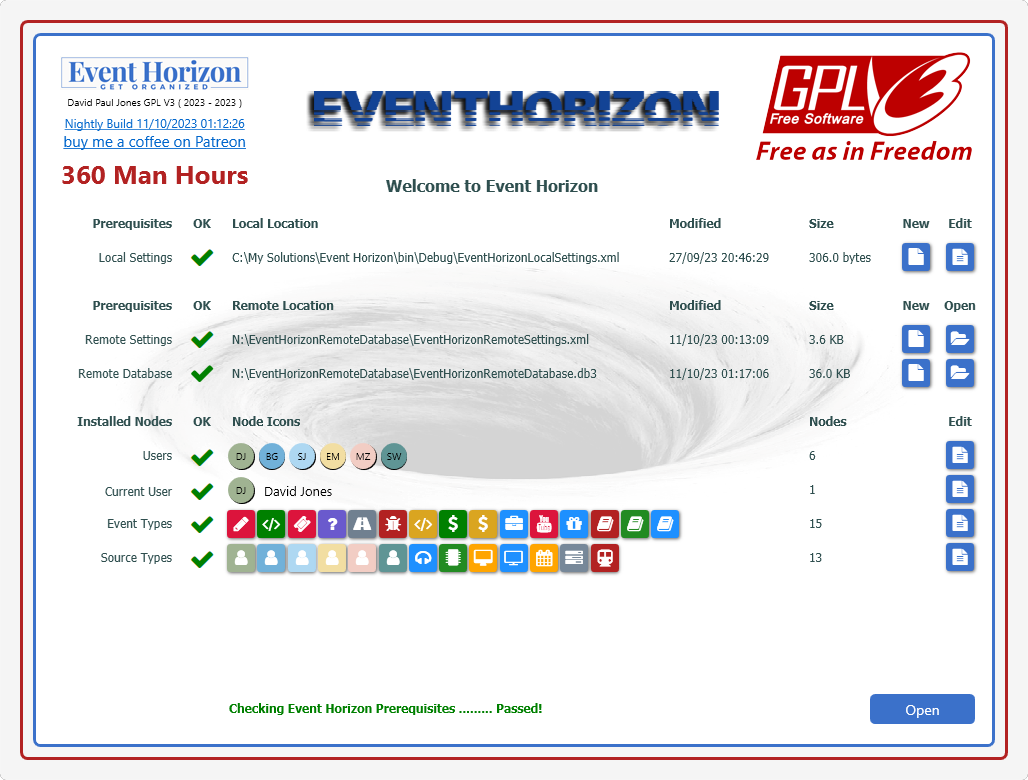 Event Horizon
GET ORGANIZED
David Paul Jones GPL V3 ( 2023 - 2023 )
Nightly Build 11/10/2023 01:12:26
buy me a coffee on Patreon
360 Man Hours
EVENTHORIZON
Welcome to Event Horizon
GPLV3
Free Software
Free as in Freedom
Prerequisites OK Local Location Modified Size New Edit
Local Settings C:\My Solutions\Event Horizon\bin\Debug\EventHorizonLocalSettings.xml 27/09/23 20:46:29 306.0 bytes
Prerequisites OK Remote Location Modified Size New Open
Remote Settings N:\EventHorizonRemoteDatabase\EventHorizonRemoteSettings.xml 11/10/23 00:13:09 3.6 KB
Remote Database N:\EventHorizonRemoteDatabase\EventHorizonRemoteDatabase.db3 11/10/23 01:17:06 36.0 KB
Installed Nodes OK Node Icons Nodes Edit
Users DJ BG SJ EM MZ SW 6
Current User DJ David Jones 1
Event Types ? $ $ You Tube 15
Source Types 13
Checking Event Horizon Prerequisites ......... Passed!
Open